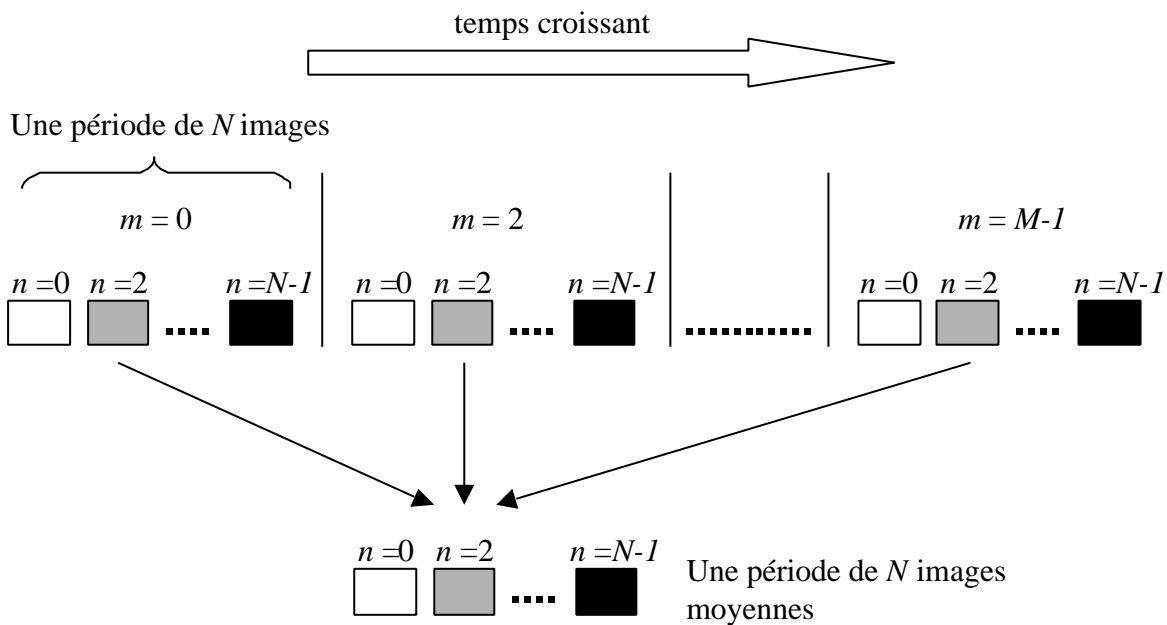 temps croissant
Une période de N images
m = 0 m = 2 m = M-1
n =0 n =2 n =N-1 n =0 n =2 n =N-1 n =0 n =2 n =N-1
n =0 n =2 n =N-1
Une période de N images
moyennes